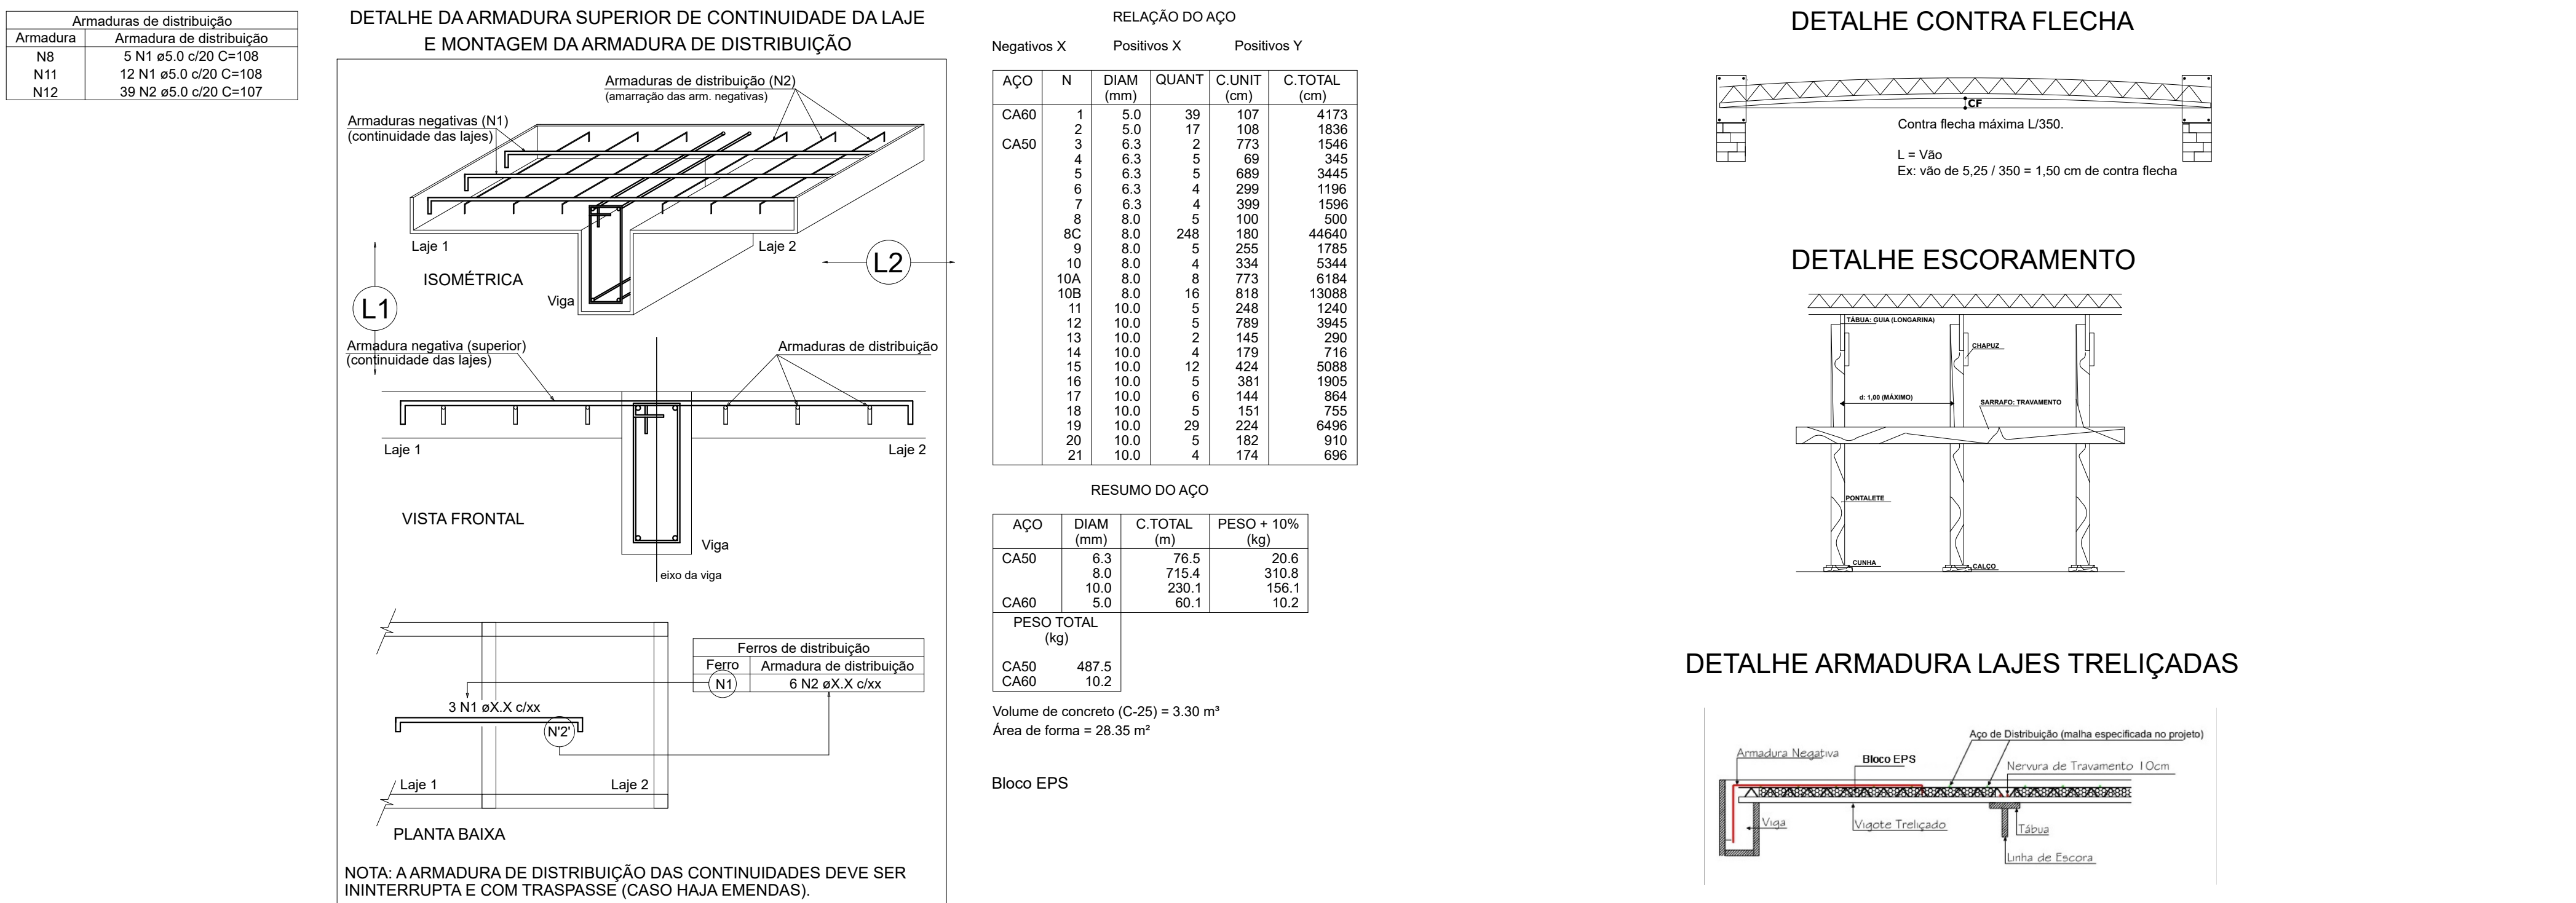 Armaduras de distribuição
Armadura Armadura de distribuição
N8 5 N1 ø5.0 c/20 C=108
N11 12 N1 ø5.0 c/20 C=108
N12 39 N2 ø5.0 c/20 C=107
DETALHE DA ARMADURA SUPERIOR DE CONTINUIDADE DA LAJE
E MONTAGEM DA ARMADURA DE DISTRIBUIÇÃO
Armaduras de distribuição (N2)
(amarração das arm. negativas)
Armaduras negativas (N1)
(continuidade das lajes)
Laje 1
Laje 2
L2
ISOMÉTRICA
Viga
L1
Armadura negativa (superior)
(continuidade das lajes)
Armaduras de distribuição
Laje 1
Laje 2
VISTA FRONTAL
Viga
eixo da viga
Ferros de distribuição
Ferro Armadura de distribuição
N1 6 N2 øX.X c/xx
3 N1 øX.X c/xx
N'2'
Laje 1
Laje 2
PLANTA BAIXA
NOTA: A ARMADURA DE DISTRIBUIÇÃO DAS CONTINUIDADES DEVE SER
ININTERRUPTA E COM TRASPASSE (CASO HAJA EMENDAS).
RELAÇÃO DO AÇO
Negativos X Positivos X Positivos Y
AÇO N DIAM QUANT C.UNIT C.TOTAL
(mm) (cm) (cm)
CA60 1 5.0 39 107 4173
2 5.0 17 108 1836
CA50 3 6.3 2 773 1546
4 6.3 5 69 345
5 6.3 5 689 3445
6 6.3 4 299 1196
7 6.3 4 399 1596
8 8.0 5 100 500
8C 8.0 248 180 44640
9 8.0 5 255 1785
10 8.0 4 334 5344
10A 8.0 8 773 6184
10B 8.0 16 818 13088
11 10.0 5 248 1240
12 10.0 5 789 3945
13 10.0 2 145 290
14 10.0 4 179 716
15 10.0 12 424 5088
16 10.0 5 381 1905
17 10.0 6 144 864
18 10.0 5 151 755
19 10.0 29 224 6496
20 10.0 5 182 910
21 10.0 4 174 696
RESUMO DO AÇO
AÇO DIAM C.TOTAL PESO + 10%
(mm) (m) (kg)
CA50 6.3 76.5 20.6
8.0 715.4 310.8
10.0 230.1 156.1
CA60 5.0 60.1 10.2
PESO TOTAL
(kg)
CA50 487.5
CA60 10.2
Volume de concreto (C-25) = 3.30 m³
Área de forma = 28.35 m²
Bloco EPS
DETALHE CONTRA FLECHA
CF
Contra flecha máxima L/350.
L = Vão
Ex: vão de 5,25 / 350 = 1,50 cm de contra flecha
DETALHE ESCORAMENTO
TÁBUA: GUIA (LONGARINA)
CHAPUZ
d: 1,00 (MÁXIMO)
SARRAFO: TRAVAMENTO
PONTALETE
CUNHA
CALÇO
DETALHE ARMADURA LAJES TRELIÇADAS
Aço de Distribuição (malha especificada no projeto)
Armadura Negativa
Bloco EPS
Nervura de Travamento 10cm
Viga
Vigote Treliçado
Tábua
Linha de Escora